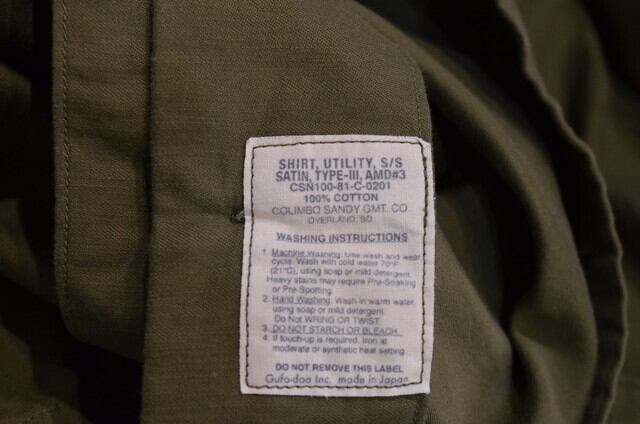 SHIRT, UTILITY, S/S
SATIN, TYPE-III, AMD#3
CSN100-81-C-0201
100% COTTON
COLIMBO SANDY GMT. CO.
OVERLAND, SD
WASHING INSTRUCTIONS
1. Machine Washing: Use wash and wear
cycle. Wash with cold water 70°F
(21°C), using soap or mild detergent.
Heavy stains may require Pre-Soaking
or Pre-Spotting.
2. Hand Washing: Wash in warm water,
using soap or mild detergent.
Do Not WRING OR TWIST.
3. DO NOT STARCH OR BLEACH.
4. If touch-up is required, Iron at
moderate or synthetic heat setting
DO NOT REMOVE THIS LABEL
Gufo-doo Inc. made in Japan